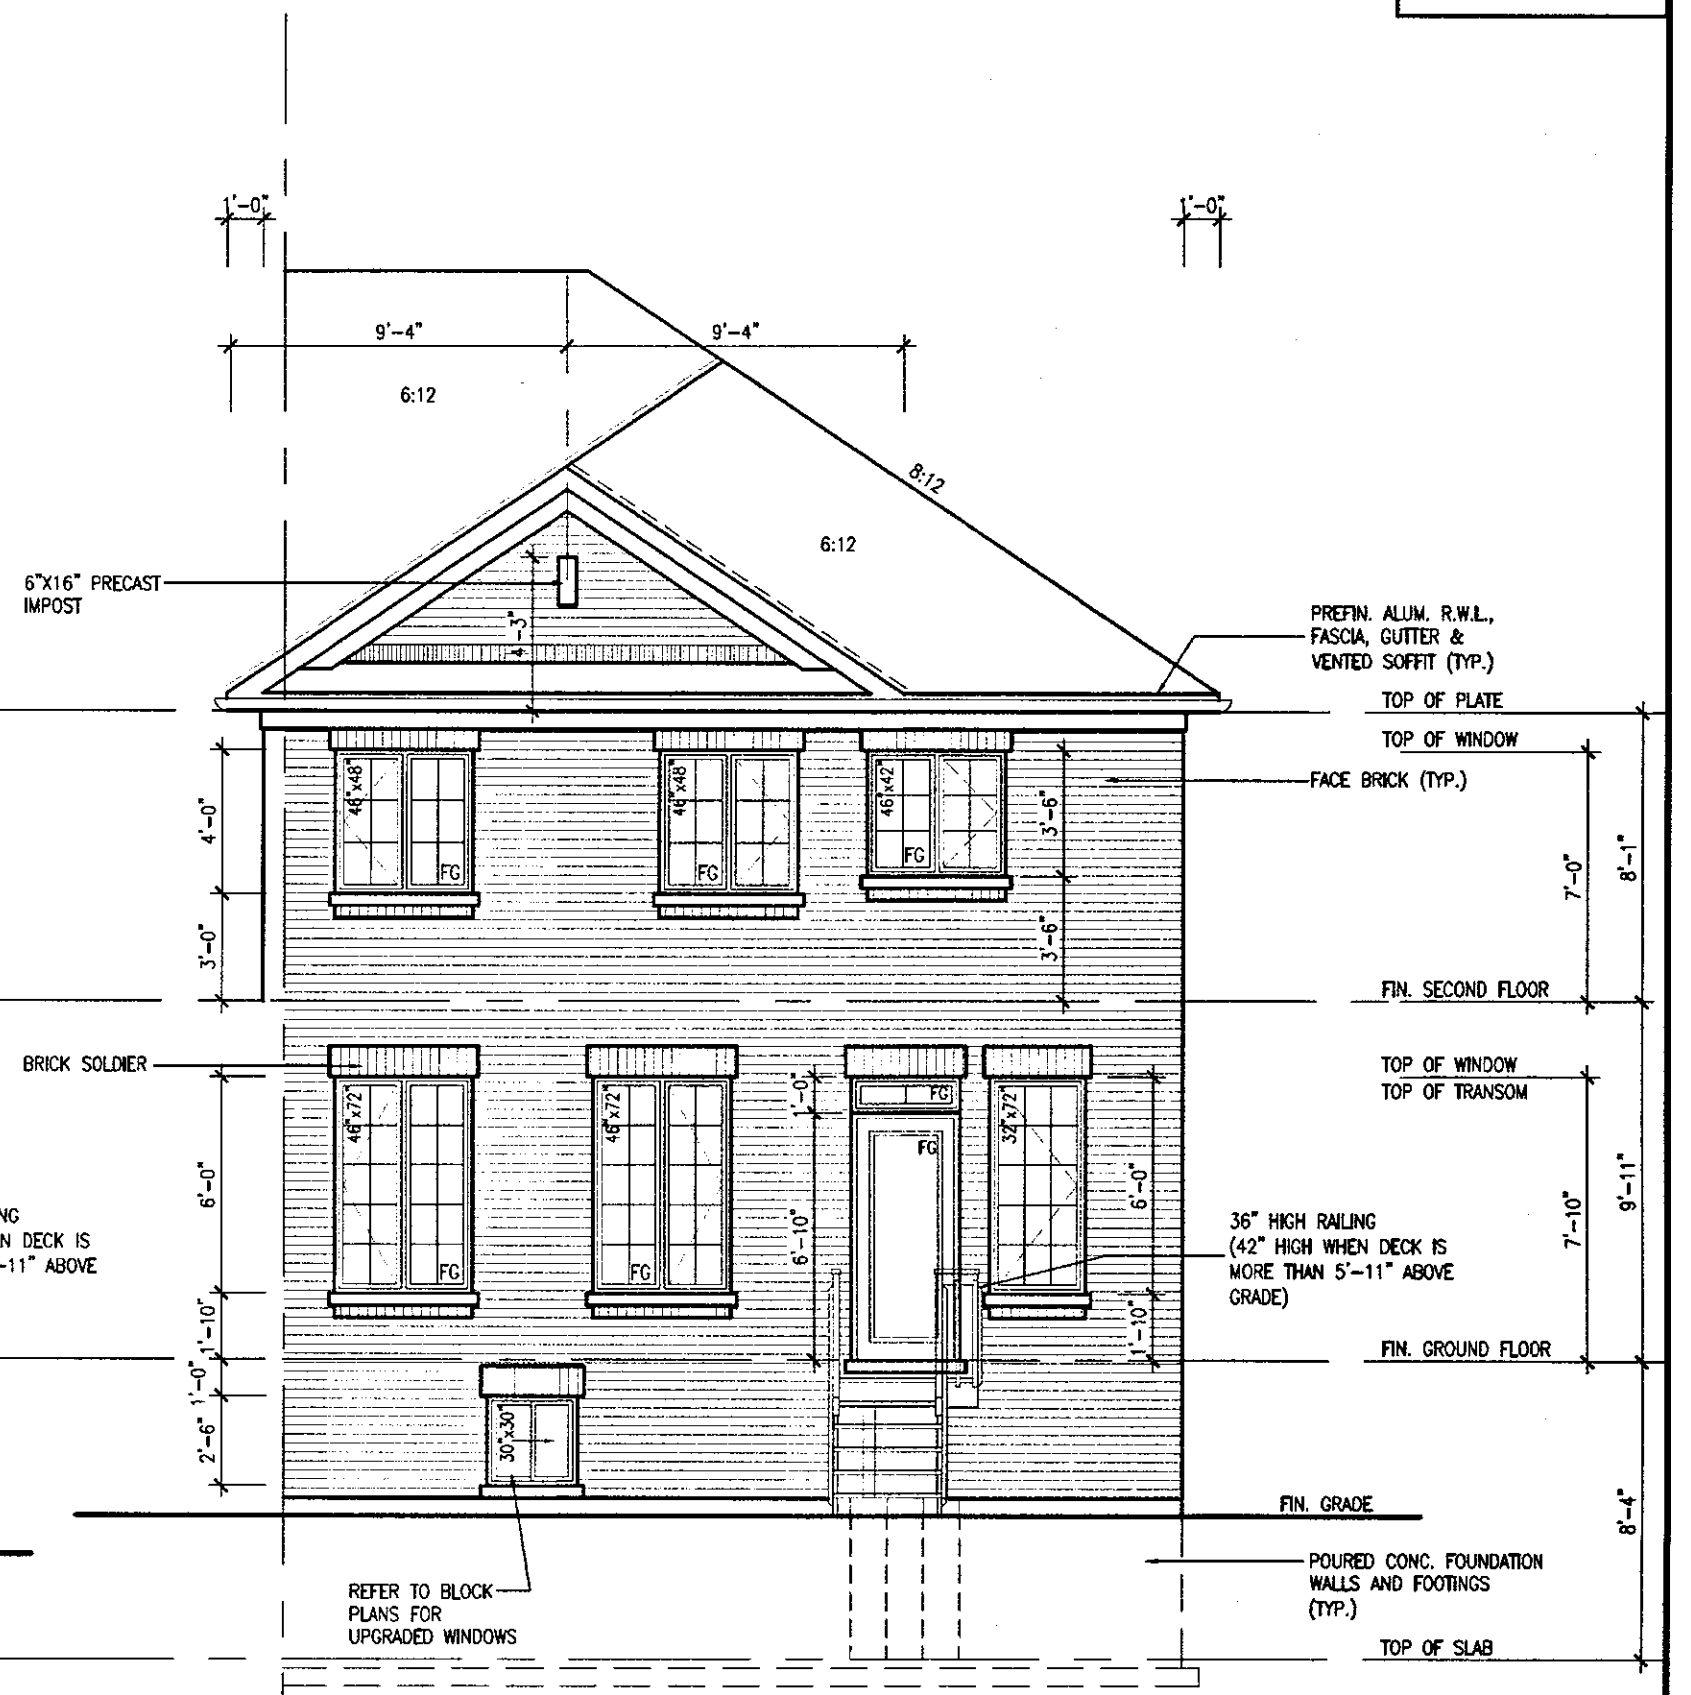 1'-0"
1'-0"
9'-4"
9'-4"
6:12
8:12
6:12
6"X16" PRECAST
IMPOST
4'-3"
PREFIN. ALUM. R.W.L.,
FASCIA, GUTTER &
VENTED SOFFIT (TYP.)
TOP OF PLATE
TOP OF WINDOW
FACE BRICK (TYP.)
46"x48"
FG
46"x48"
FG
46"x42"
FG
4'-0"
3'-0"
3'-6"
3'-6"
7'-0"
8'-1"
FIN. SECOND FLOOR
BRICK SOLDIER
TOP OF WINDOW
TOP OF TRANSOM
46"x72"
FG
46"x72"
FG
1'-0"
FG
FG
32"x72"
6'-0"
6'-10"
6'-0"
7'-10"
9'-11"
NG
N DECK IS
-11" ABOVE
36" HIGH RAILING
(42" HIGH WHEN DECK IS
MORE THAN 5'-11" ABOVE
GRADE)
1'-10"
1'-10"
FIN. GROUND FLOOR
1'-0"
2'-6"
30"x30"
FIN. GRADE
8'-4"
REFER TO BLOCK
PLANS FOR
UPGRADED WINDOWS
POURED CONC. FOUNDATION
WALLS AND FOOTINGS
(TYP.)
TOP OF SLAB